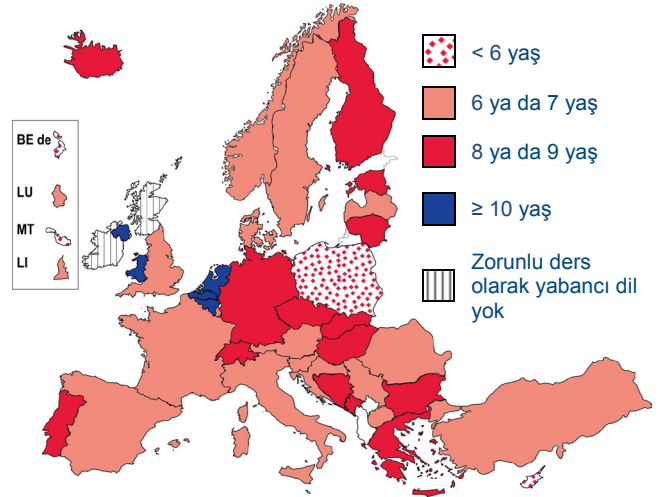 < 6 yaş
6 ya da 7 yaş
8 ya da 9 yaş
≥ 10 yaş
Zorunlu ders
olarak yabancı dil
yok
BE de
LU
MT
LI